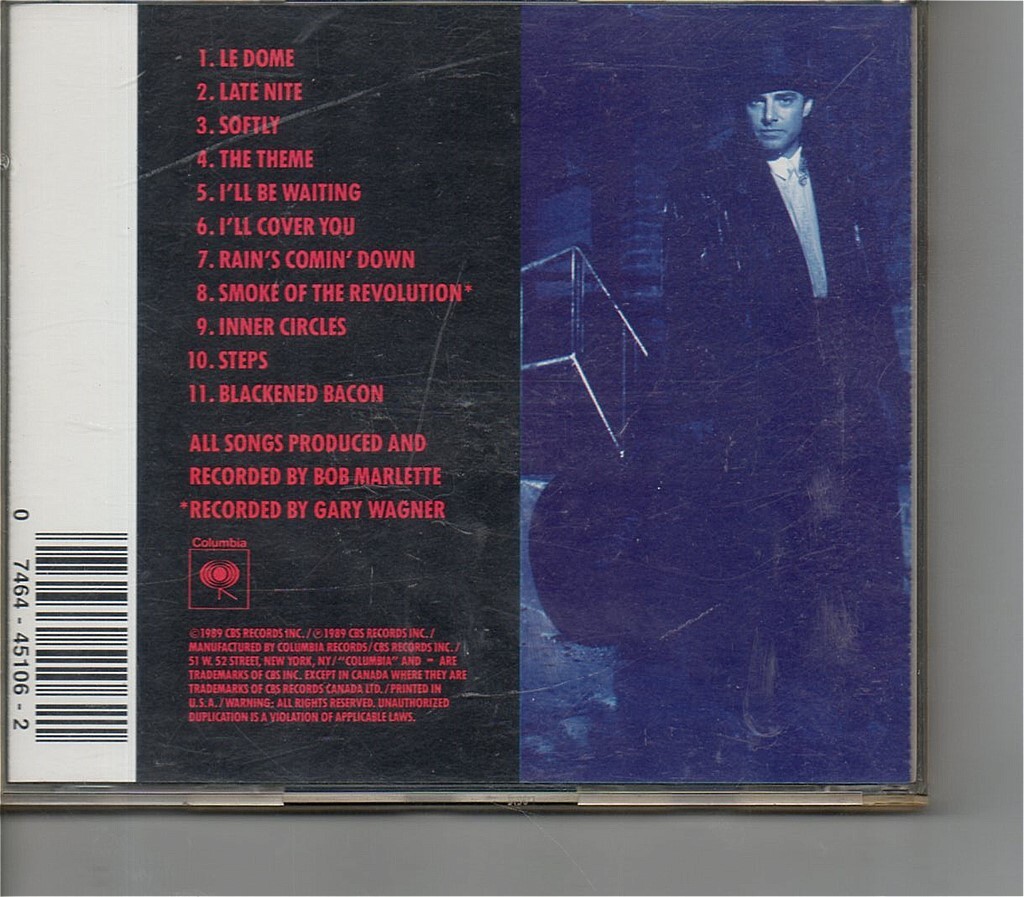 1. LE DOME
2. LATE NITE
3. SOFTLY
4. THE THEME
5. I'LL BE WAITING
6. I'LL COVER YOU
7. RAIN'S COMIN' DOWN
8. SMOKE OF THE REVOLUTION*
9. INNER CIRCLES
10. STEPS
11. BLACKENED BACON
ALL SONGS PRODUCED AND
RECORDED BY BOB MARLETTE
*RECORDED BY GARY WAGNER
Columbia
©1989 CBS RECORDS INC./℗1989 CBS RECORDS INC./
MANUFACTURED BY COLUMBIA RECORDS/CBS RECORDS INC./
51 W. 52 STREET, NEW YORK, NY/"COLUMBIA" AND ARE
TRADEMARKS OF CBS INC. EXCEPT IN CANADA WHERE THEY ARE
TRADEMARKS OF CBS RECORDS CANADA LTD./PRINTED IN
U.S.A./WARNING: ALL RIGHTS RESERVED. UNAUTHORIZED
DUPLICATION IS A VIOLATION OF APPLICABLE LAWS.
0 7464-45106-2